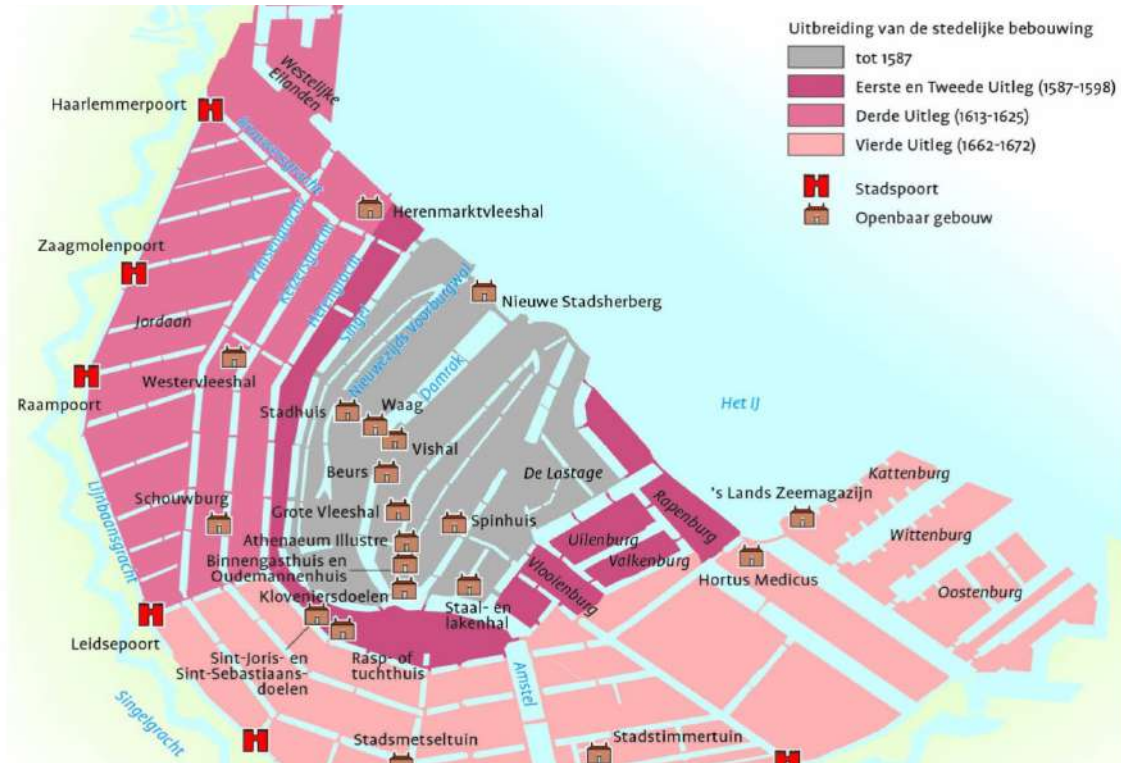 Uitbreiding van de stedelijke bebouwing
tot 1587
Eerste en Tweede Uitleg (1587-1598)
Derde Uitleg (1613-1625)
Vierde Uitleg (1662-1672)
Stadspoort
Openbaar gebouw
Westelijke
Eilanden
Haarlemmerpoort
Brouwersgracht
Herenmarktvleeshal
Zaagmolenpoort
Prinsengracht
Keizersgracht
Herengracht
Singel
Nieuwezijds Voorburgwal
Nieuwe Stadsherberg
Jordaan
Damrak
Westervleeshal
Raampoort
Stadhuis
Waag
Het IJ
Vishal
Beurs
De Lastage
Kattenburg
's Lands Zeemagazijn
Schouwburg
Lijnbaansgracht
Grote Vleeshal
Spinhuis
Rapenburg
Wittenburg
Athenaeum Illustre
Uilenburg
Valkenburg
Binnengasthuis en
Oudemannenhuis
Hortus Medicus
Vlooienburg
Oostenburg
Kloveniersdoelen
Staal- en
lakenhal
Leidsepoort
Sint-Joris- en
Sint-Sebastiaans-
doelen
Rasp- of
tuchthuis
Amstel
Singelgracht
Stadsmetseltuin
Stadstimmertuin